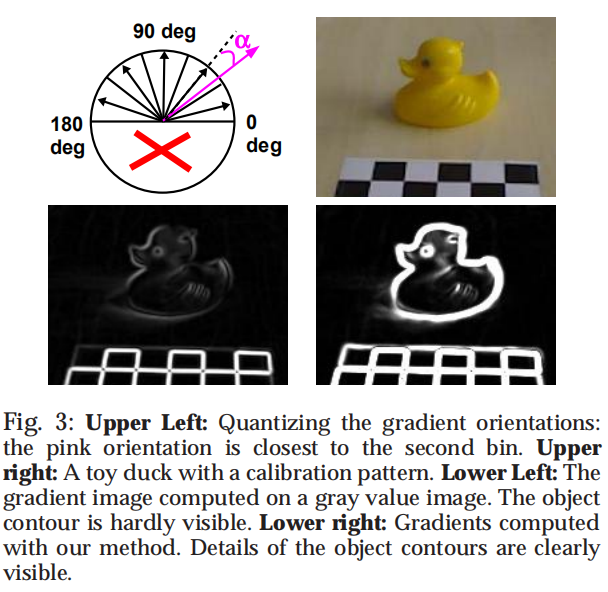 90 deg
α
180
deg
0
deg
Fig. 3: Upper Left: Quantizing the gradient orientations:
the pink orientation is closest to the second bin. Upper
right: A toy duck with a calibration pattern. Lower Left: The
gradient image computed on a gray value image. The object
contour is hardly visible. Lower right: Gradients computed
with our method. Details of the object contours are clearly
visible.